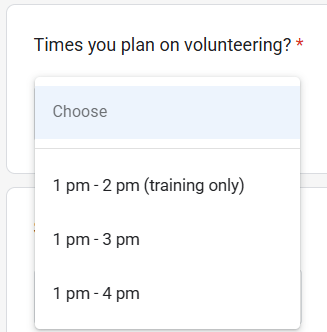 Times you plan on volunteering? *
Choose
1 pm - 2 pm (training only)
1 pm - 3 pm
1 pm - 4 pm